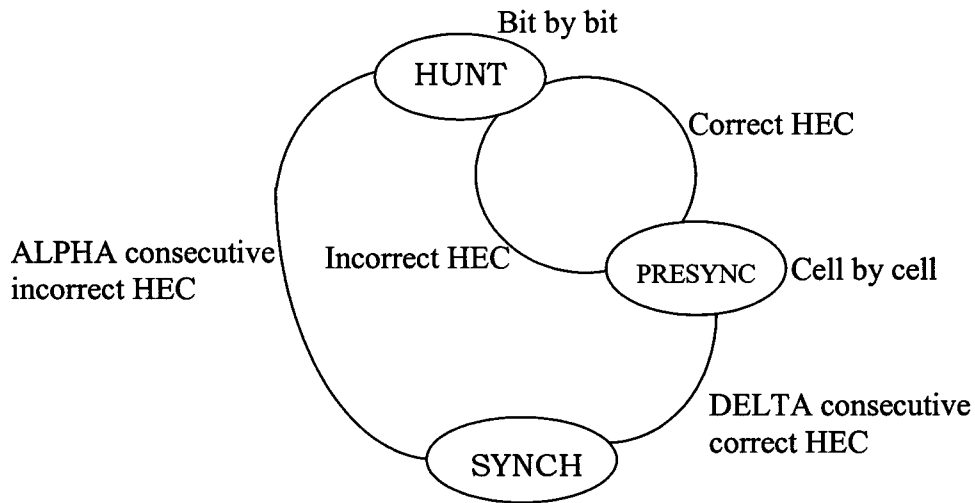 Bit by bit
HUNT
Correct HEC
ALPHA consecutive
incorrect HEC
Incorrect HEC
PRESYNC
Cell by cell
DELTA consecutive
correct HEC
SYNCH